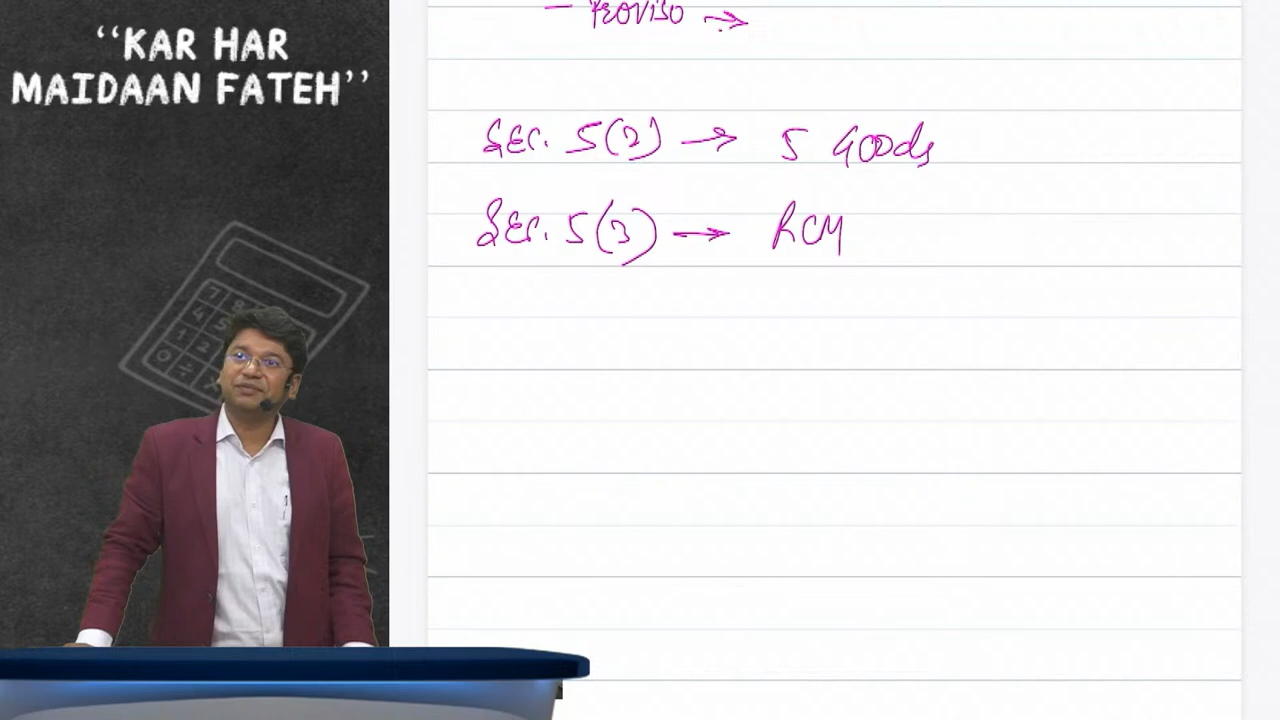 “KAR HAR
MAIDAAN FATEH”
— PROVISO →
SEC. 5(2) → 5 Goods
SEC. 5(3) → RCM